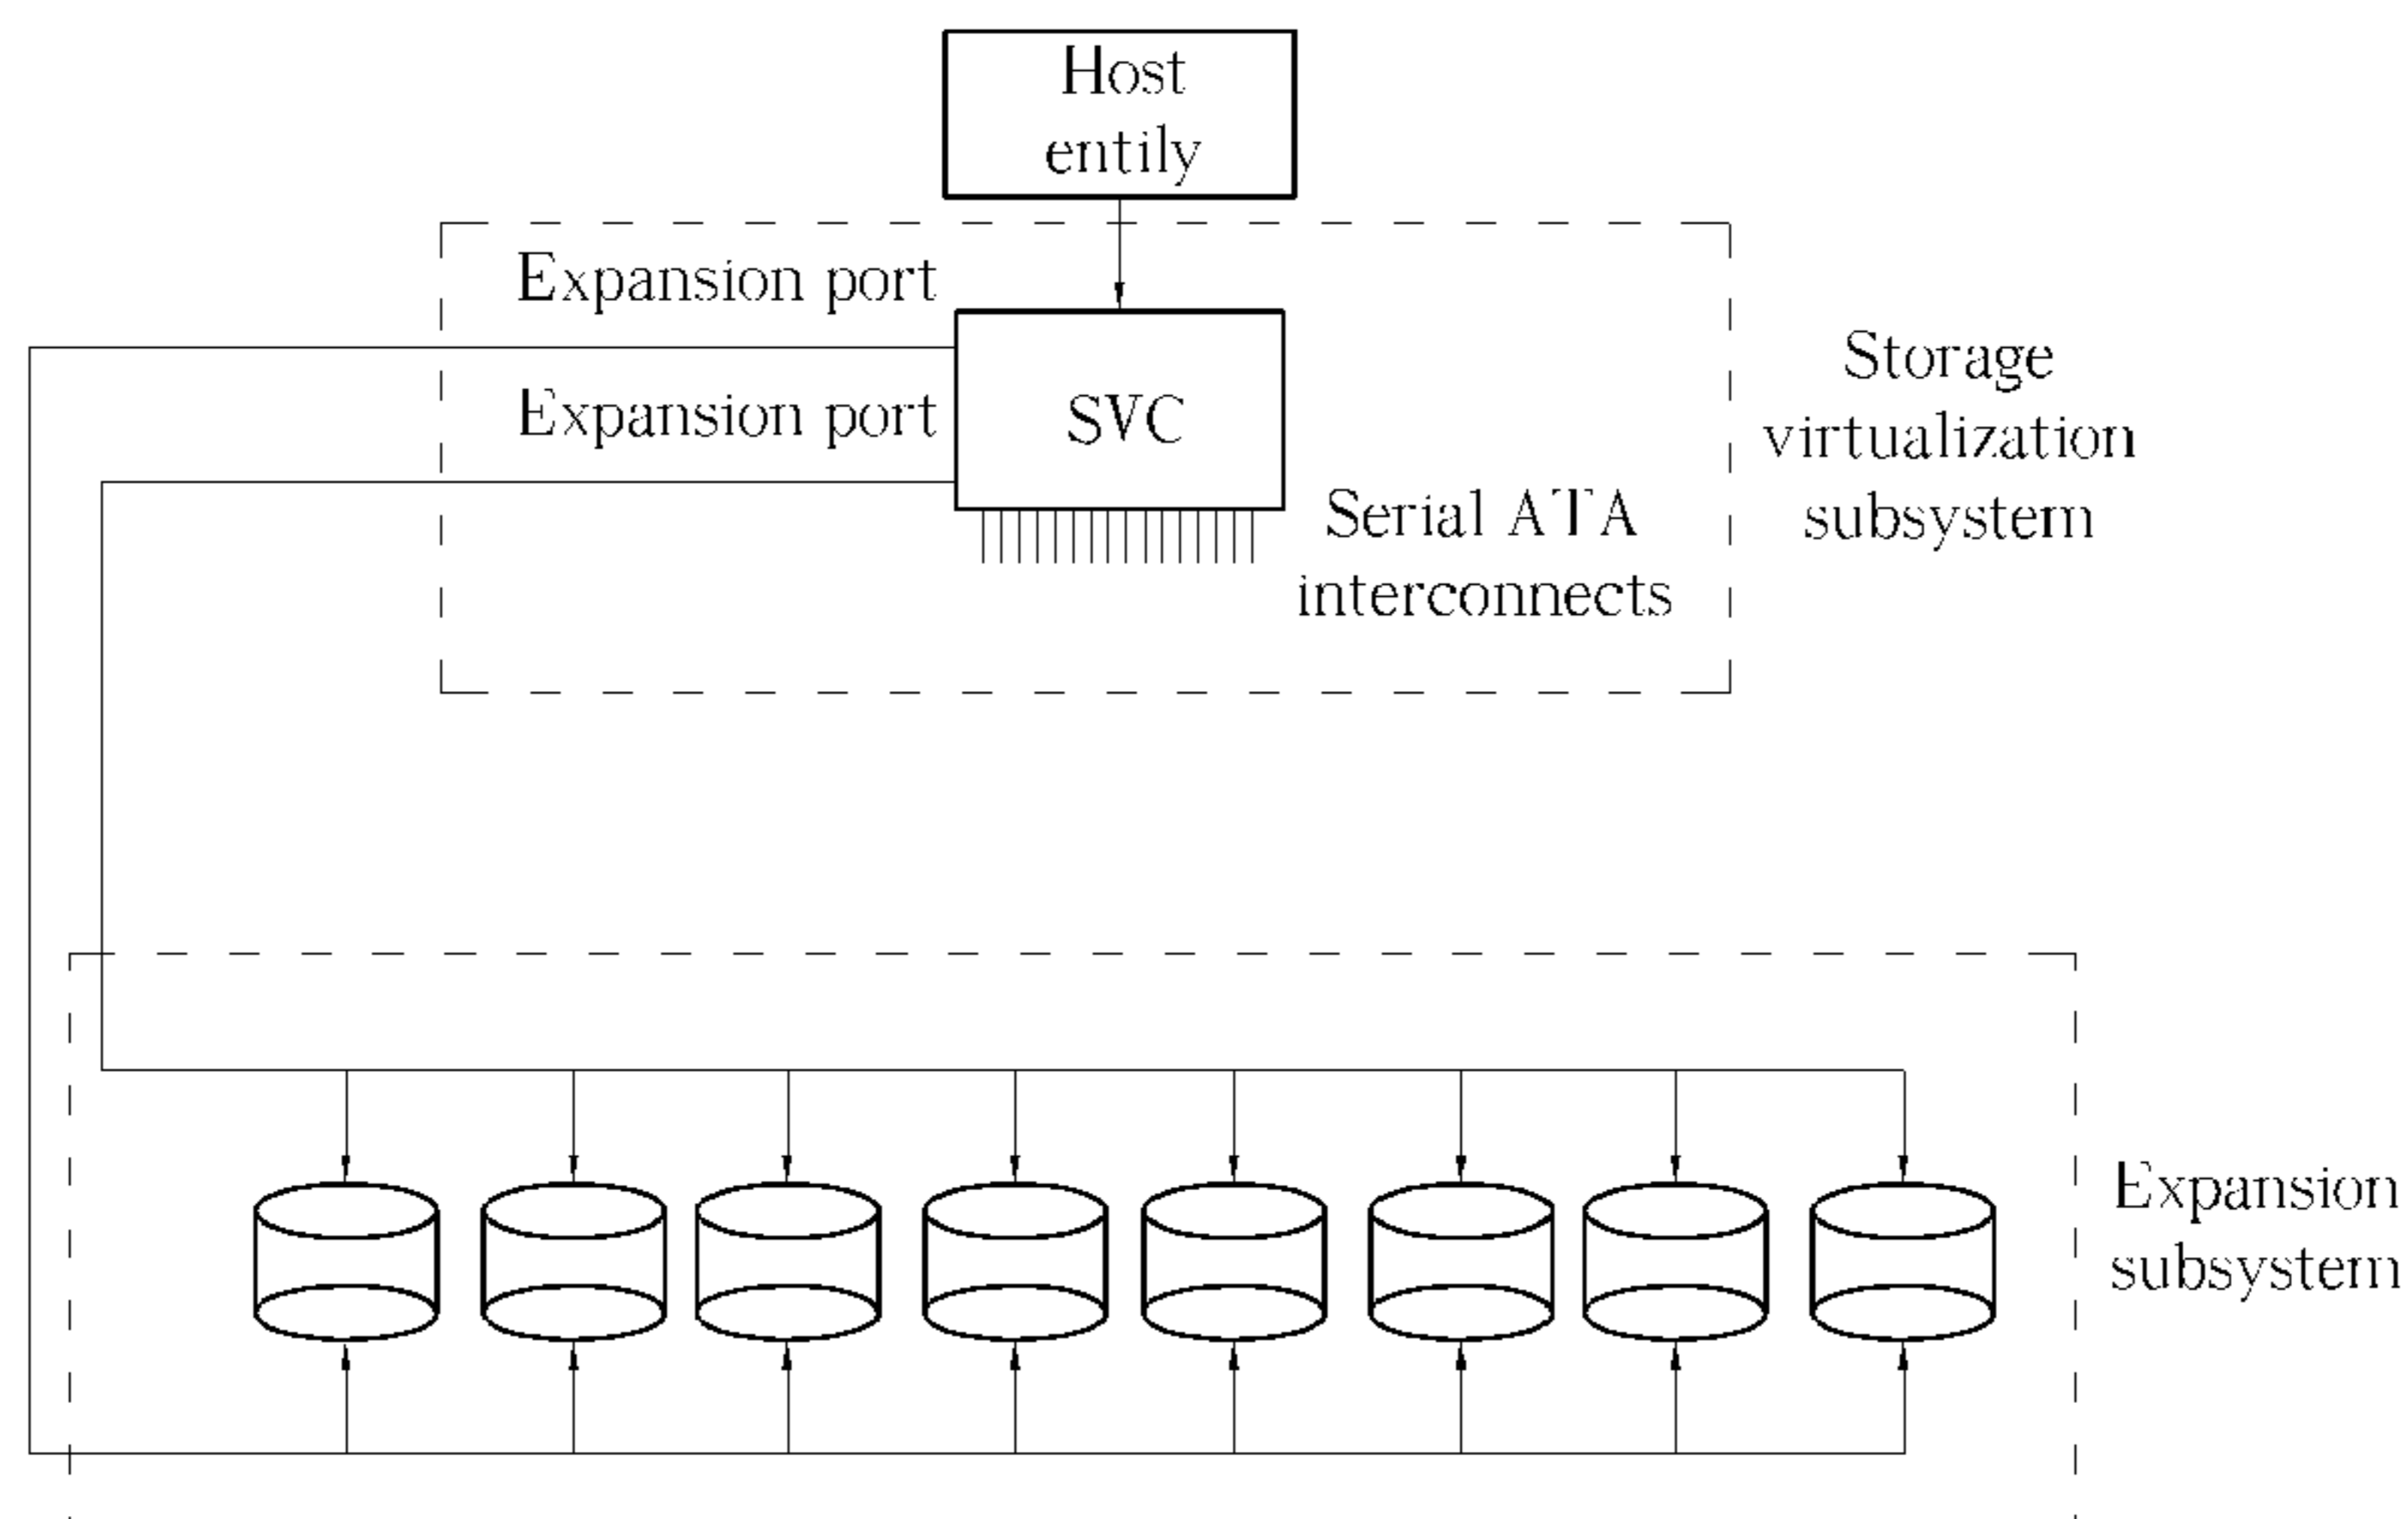 Host
entily
Expansion port
Expansion port
SVC
Serial ATA
interconnects
Storage
virtualization
subsystem
Expansion
subsystem